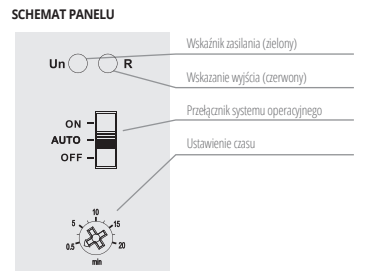 SCHEMAT PANELU
Wskaźnik zasilania (zielony)
Un R
Wskazanie wyjścia (czerwony)
Przełącznik systemu operacyjnego
ON
AUTO
Ustawienie czasu
OFF
10
5 15
0.5 20
min